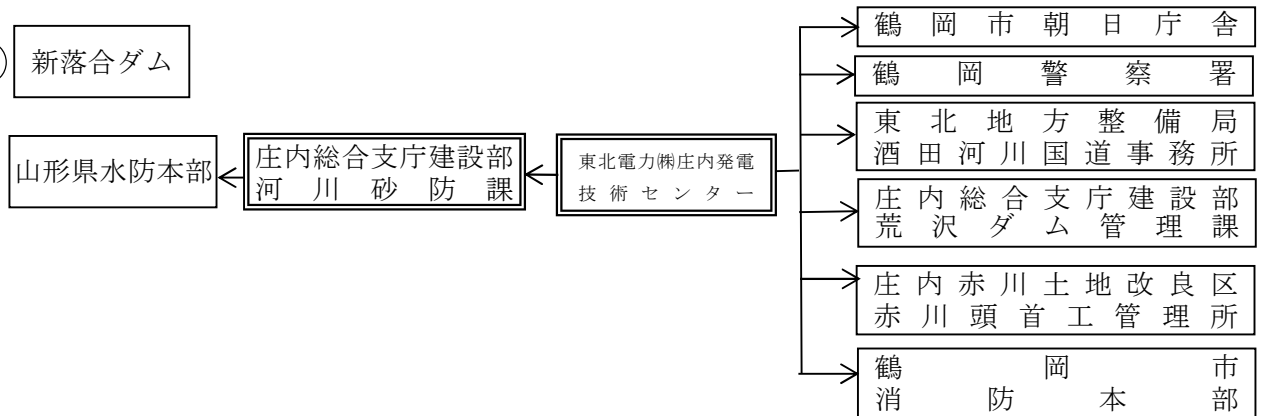 新落合ダム
山形県水防本部
庄内総合支庁建設部
河川砂防課
東北電力㈱庄内発電
技術センター
鶴岡市朝日庁舎
鶴岡警察署
東北地方整備局
酒田河川国道事務所
庄内総合支庁建設部
荒沢ダム管理課
庄内赤川土地改良区
赤川頭首工管理所
鶴岡市
消防本部